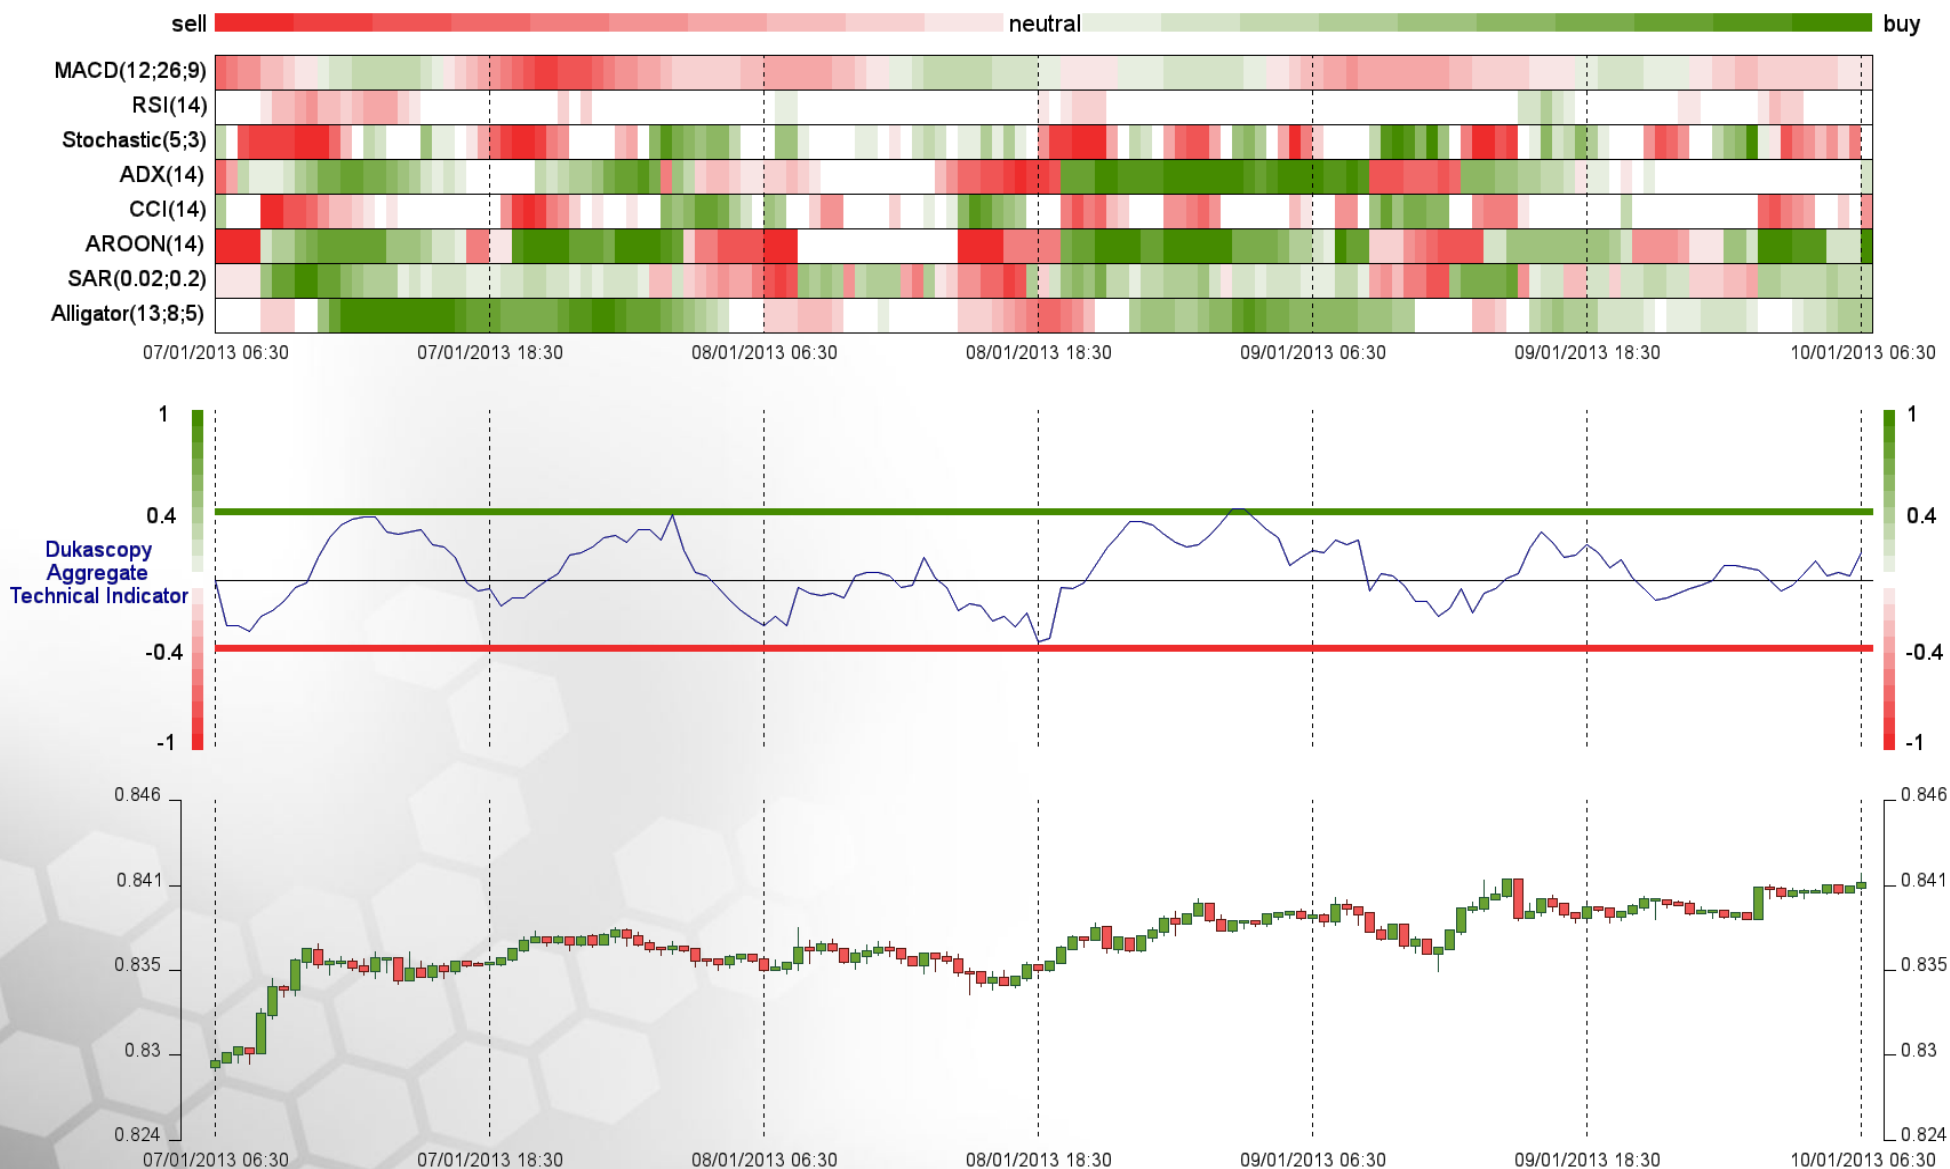 sell neutral buy
MACD(12;26;9)
RSI(14)
Stochastic(5;3)
ADX(14)
CCI(14)
AROON(14)
SAR(0.02;0.2)
Alligator(13;8;5)
07/01/2013 06:30 07/01/2013 18:30 08/01/2013 06:30 08/01/2013 18:30 09/01/2013 06:30 09/01/2013 18:30 10/01/2013 06:30
1 1
0.4 0.4
Dukascopy
Aggregate
Technical Indicator
-0.4 -0.4
-1 -1
0.846 0.846
0.841 0.841
0.835 0.835
0.83 0.83
0.824 0.824
07/01/2013 06:30 07/01/2013 18:30 08/01/2013 06:30 08/01/2013 18:30 09/01/2013 06:30 09/01/2013 18:30 10/01/2013 06:30